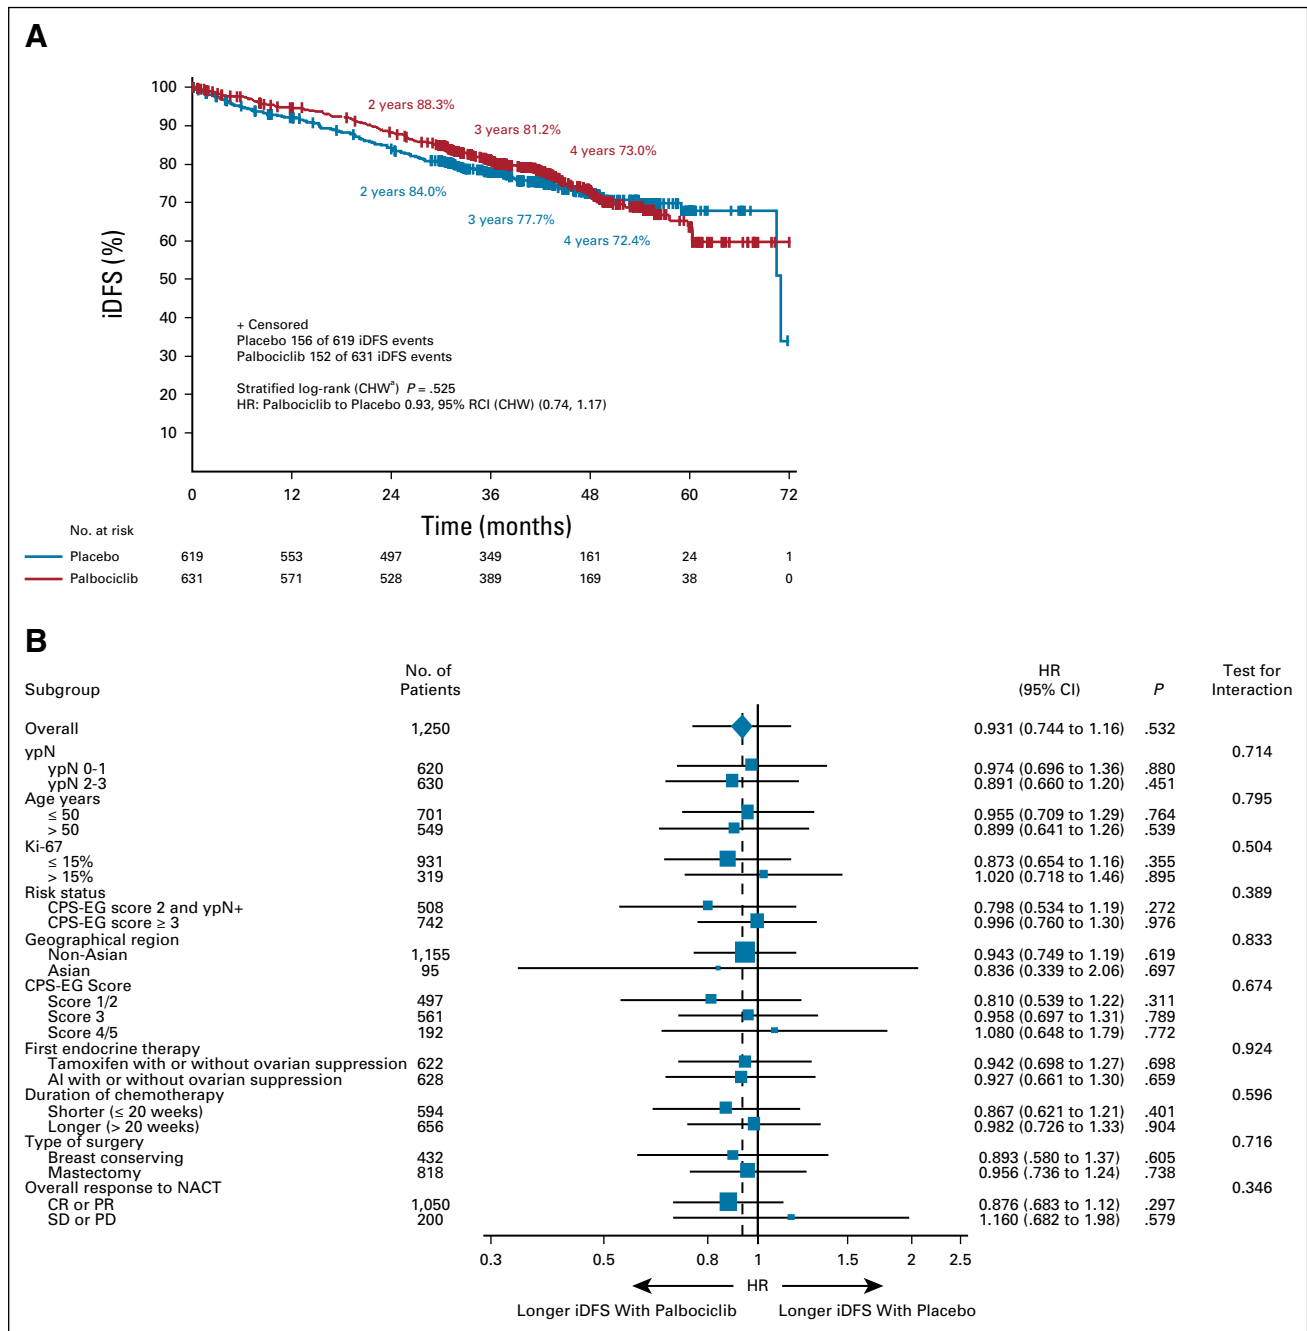 A
iDFS (%)
100
90
80
70
60
50
40
30
20
10
2 years 88.3%
3 years 81.2%
4 years 73.0%
2 years 84.0%
3 years 77.7%
4 years 72.4%
+ Censored
Placebo 156 of 619 iDFS events
Palbociclib 152 of 631 iDFS events
Stratified log-rank (CHWa) P = .525
HR: Palbociclib to Placebo 0.93, 95% RCI (CHW) (0.74, 1.17)
0 12 24 36 48 60 72
Time (months)
No. at risk
Placebo 619 553 497 349 161 24 1
Palbociclib 631 571 528 389 169 38 0
B
Subgroup No. of Patients HR (95% CI) P Test for Interaction
Overall 1,250 0.931 (0.744 to 1.16) .532
ypN 0.714
ypN 0-1 620 0.974 (0.696 to 1.36) .880
ypN 2-3 630 0.891 (0.660 to 1.20) .451
Age years 0.795
≤ 50 701 0.955 (0.709 to 1.29) .764
> 50 549 0.899 (0.641 to 1.26) .539
Ki-67 0.504
≤ 15% 931 0.873 (0.654 to 1.16) .355
> 15% 319 1.020 (0.718 to 1.46) .895
Risk status 0.389
CPS-EG score 2 and ypN+ 508 0.798 (0.534 to 1.19) .272
CPS-EG score ≥ 3 742 0.996 (0.760 to 1.30) .976
Geographical region 0.833
Non-Asian 1,155 0.943 (0.749 to 1.19) .619
Asian 95 0.836 (0.339 to 2.06) .697
CPS-EG Score 0.674
Score 1/2 497 0.810 (0.539 to 1.22) .311
Score 3 561 0.958 (0.697 to 1.31) .789
Score 4/5 192 1.080 (0.648 to 1.79) .772
First endocrine therapy 0.924
Tamoxifen with or without ovarian suppression 622 0.942 (0.698 to 1.27) .698
AI with or without ovarian suppression 628 0.927 (0.661 to 1.30) .659
Duration of chemotherapy 0.596
Shorter (≤ 20 weeks) 594 0.867 (0.621 to 1.21) .401
Longer (> 20 weeks) 656 0.982 (0.726 to 1.33) .904
Type of surgery 0.716
Breast conserving 432 0.893 (.580 to 1.37) .605
Mastectomy 818 0.956 (.736 to 1.24) .738
Overall response to NACT 0.346
CR or PR 1,050 0.876 (.683 to 1.12) .297
SD or PD 200 1.160 (.682 to 1.98) .579
0.3 0.5 0.8 1 1.5 2 2.5
HR
Longer iDFS With Palbociclib Longer iDFS With Placebo